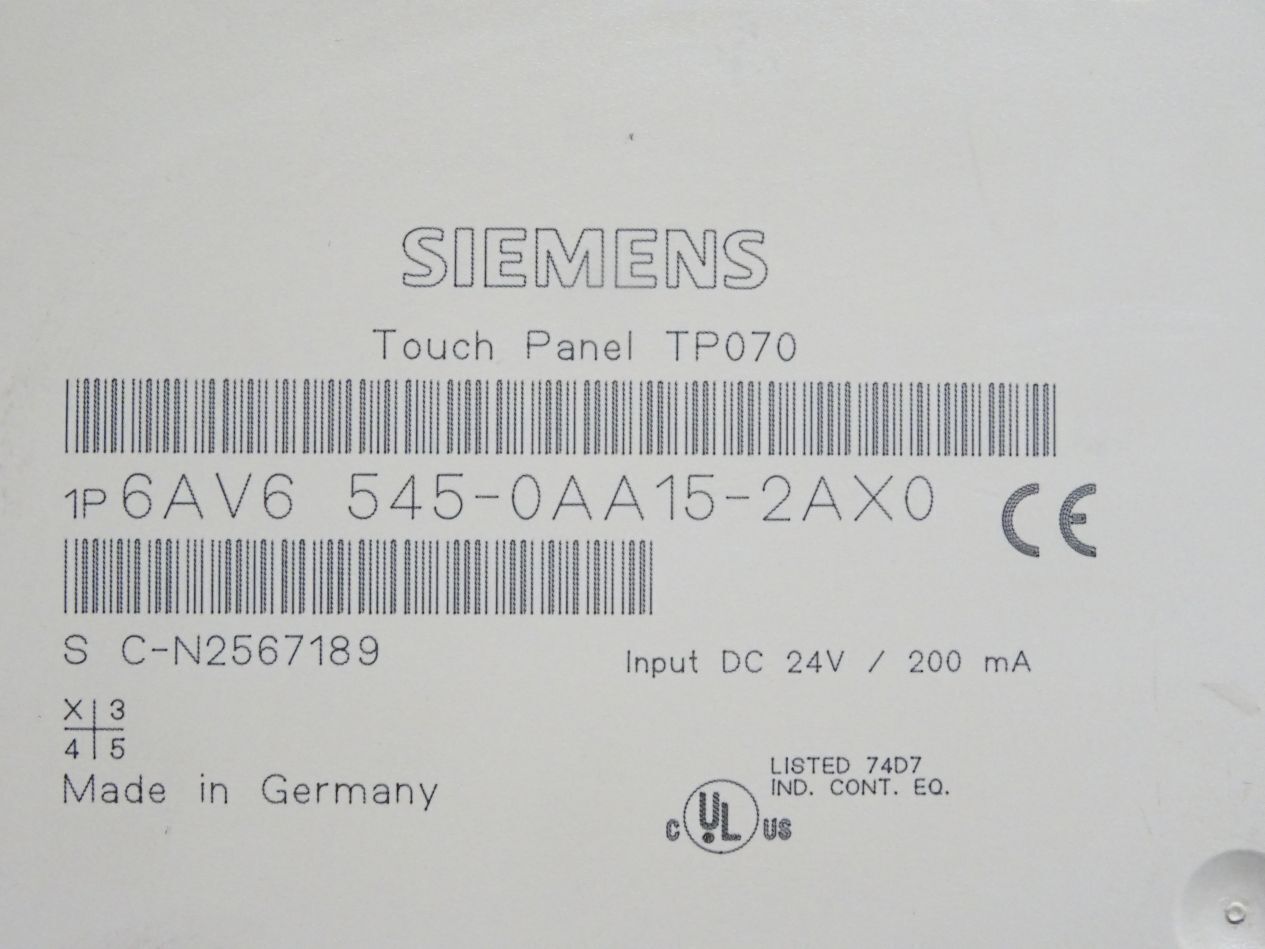 SIEMENS
Touch Panel TP070
1P 6AV6 545-0AA15-2AX0
CE
S C-N2567189
Input DC 24V / 200 mA
X 3
4 5
Made in Germany
LISTED 74D7
IND. CONT. EQ.
C UL US